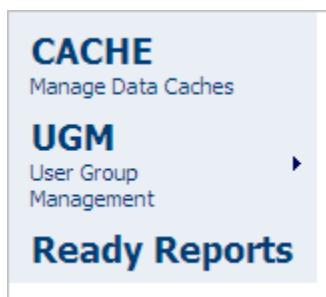 CACHE
Manage Data Caches
UGM
User Group
Management
Ready Reports